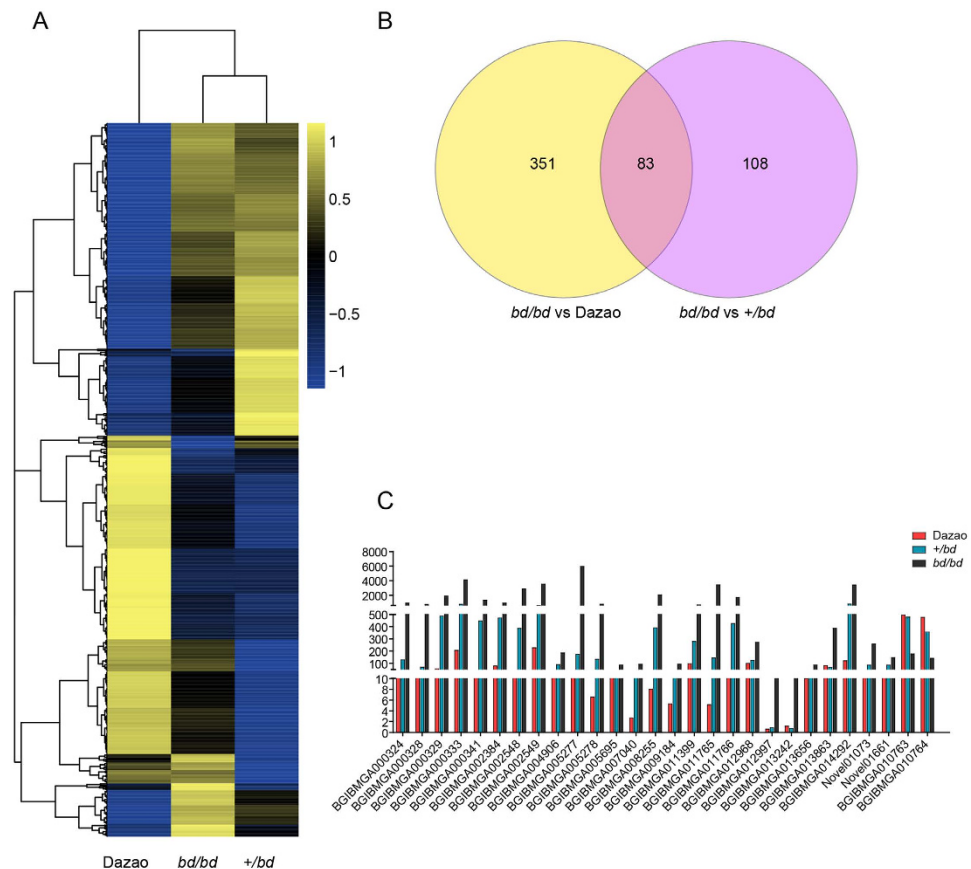 A
1
0.5
0
−0.5
−1
Dazao
bd/bd
+/bd
B
351
83
108
bd/bd vs Dazao
bd/bd vs +/bd
C
Dazao
+/bd
bd/bd
8000
6000
4000
2000
500
400
300
200
100
10
8
6
4
2
0
BGIBMGA000324
BGIBMGA000328
BGIBMGA000329
BGIBMGA000333
BGIBMGA000341
BGIBMGA002384
BGIBMGA002548
BGIBMGA002549
BGIBMGA004906
BGIBMGA005277
BGIBMGA005278
BGIBMGA005695
BGIBMGA007040
BGIBMGA008255
BGIBMGA009184
BGIBMGA011399
BGIBMGA011765
BGIBMGA011766
BGIBMGA012968
BGIBMGA012997
BGIBMGA013242
BGIBMGA013656
BGIBMGA013863
BGIBMGA014292
Novel01073
Novel01661
BGIBMGA010763
BGIBMGA010764